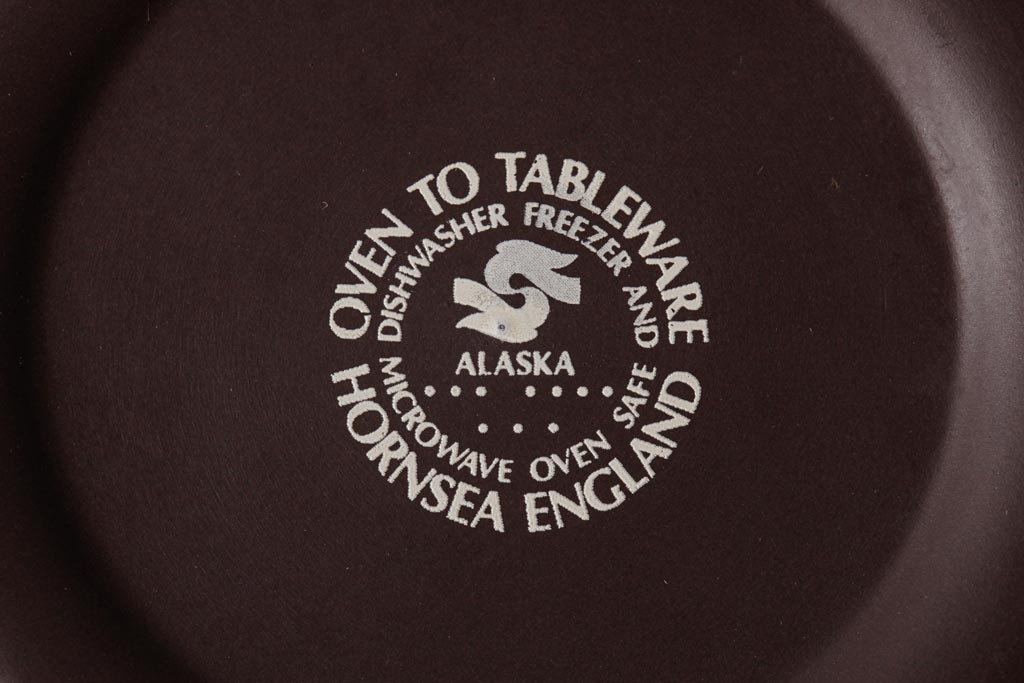 OVEN TO TABLEWARE
DISHWASHER FREEZER AND
ALASKA
MICROWAVE OVEN SAFE
HORNSEA ENGLAND